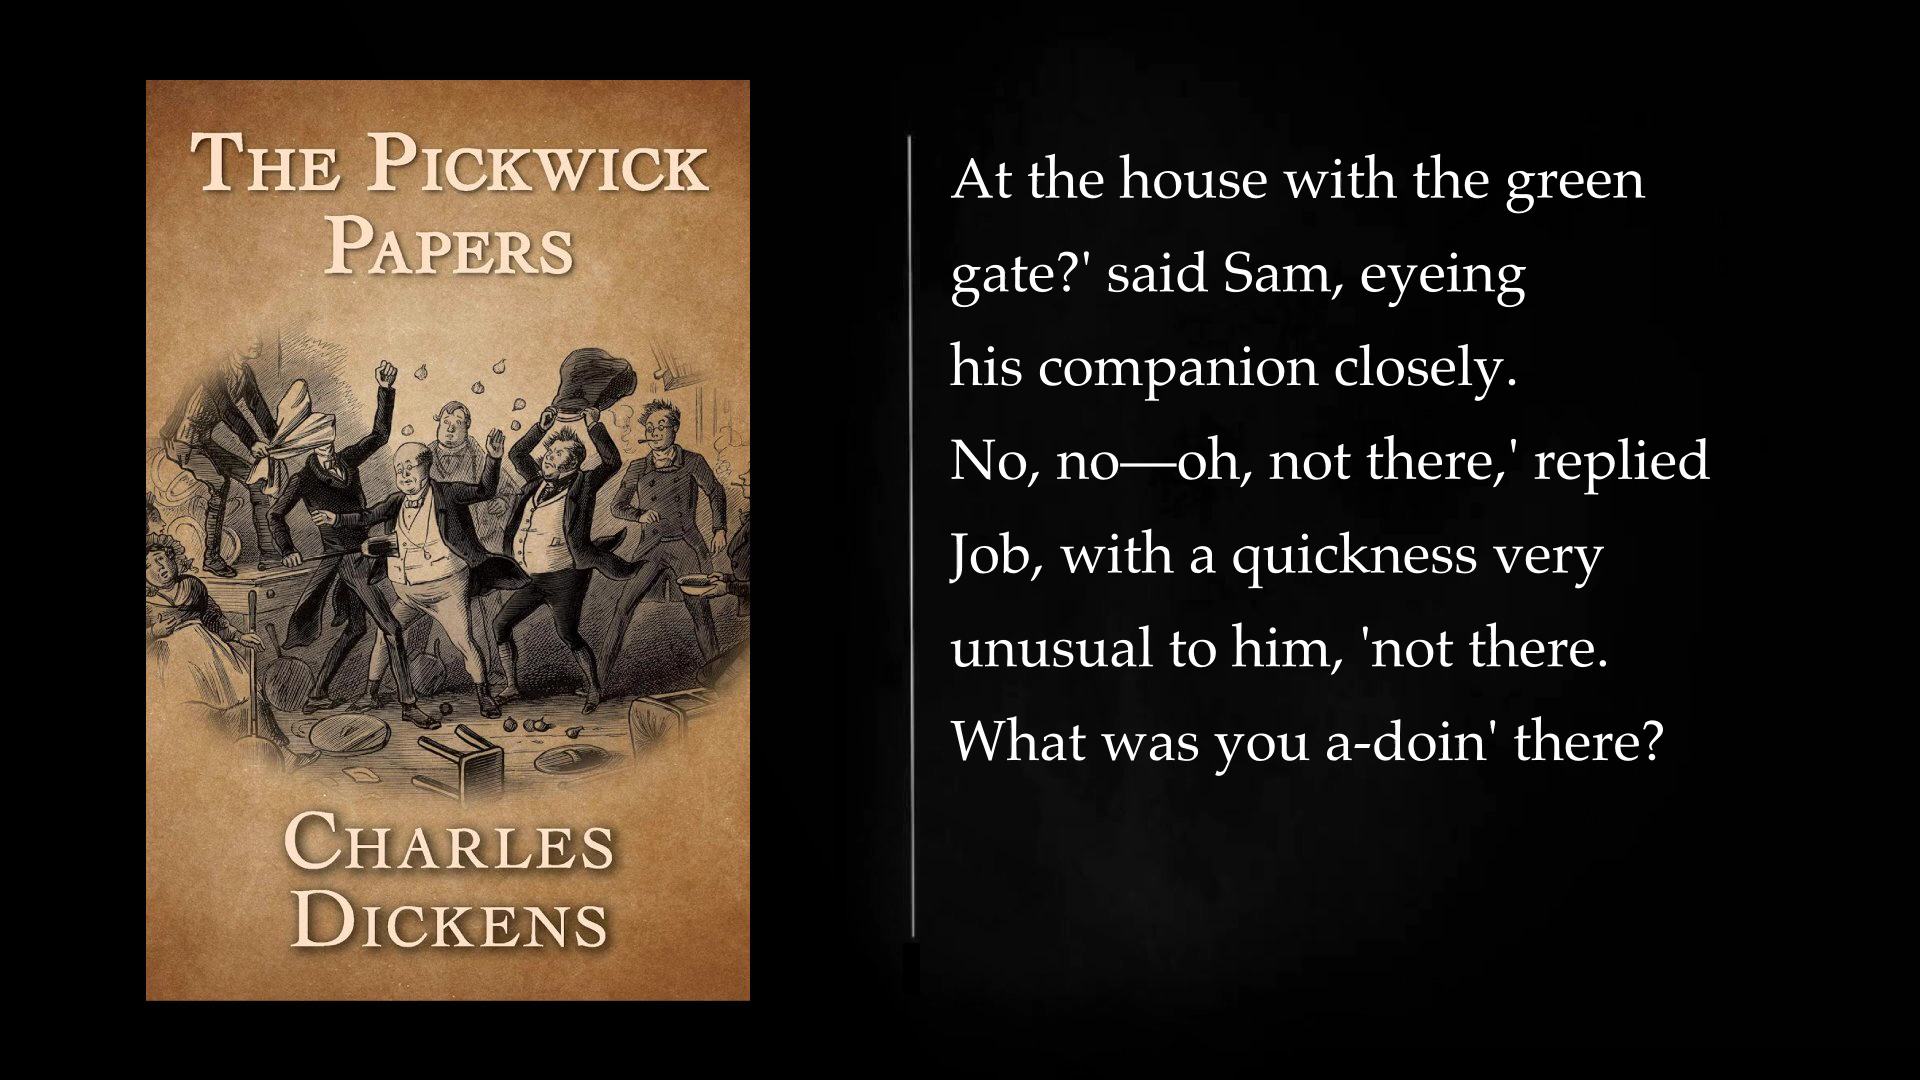 THE PICKWICK
PAPERS
CHARLES
DICKENS
At the house with the green
gate?' said Sam, eyeing
his companion closely.
No, no—oh, not there,' replied
Job, with a quickness very
unusual to him, 'not there.
What was you a-doin' there?